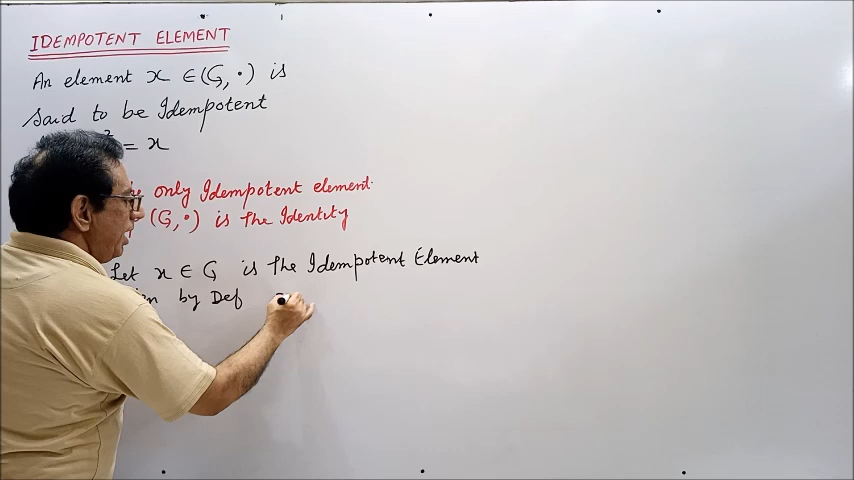 IDEMPOTENT ELEMENT
An element x ∈ (G, •) is
Said to be Idempotent
² = x
only Idempotent element.
(G, •) is the Identity
Let x ∈ G is the Idempotent Element
by Def